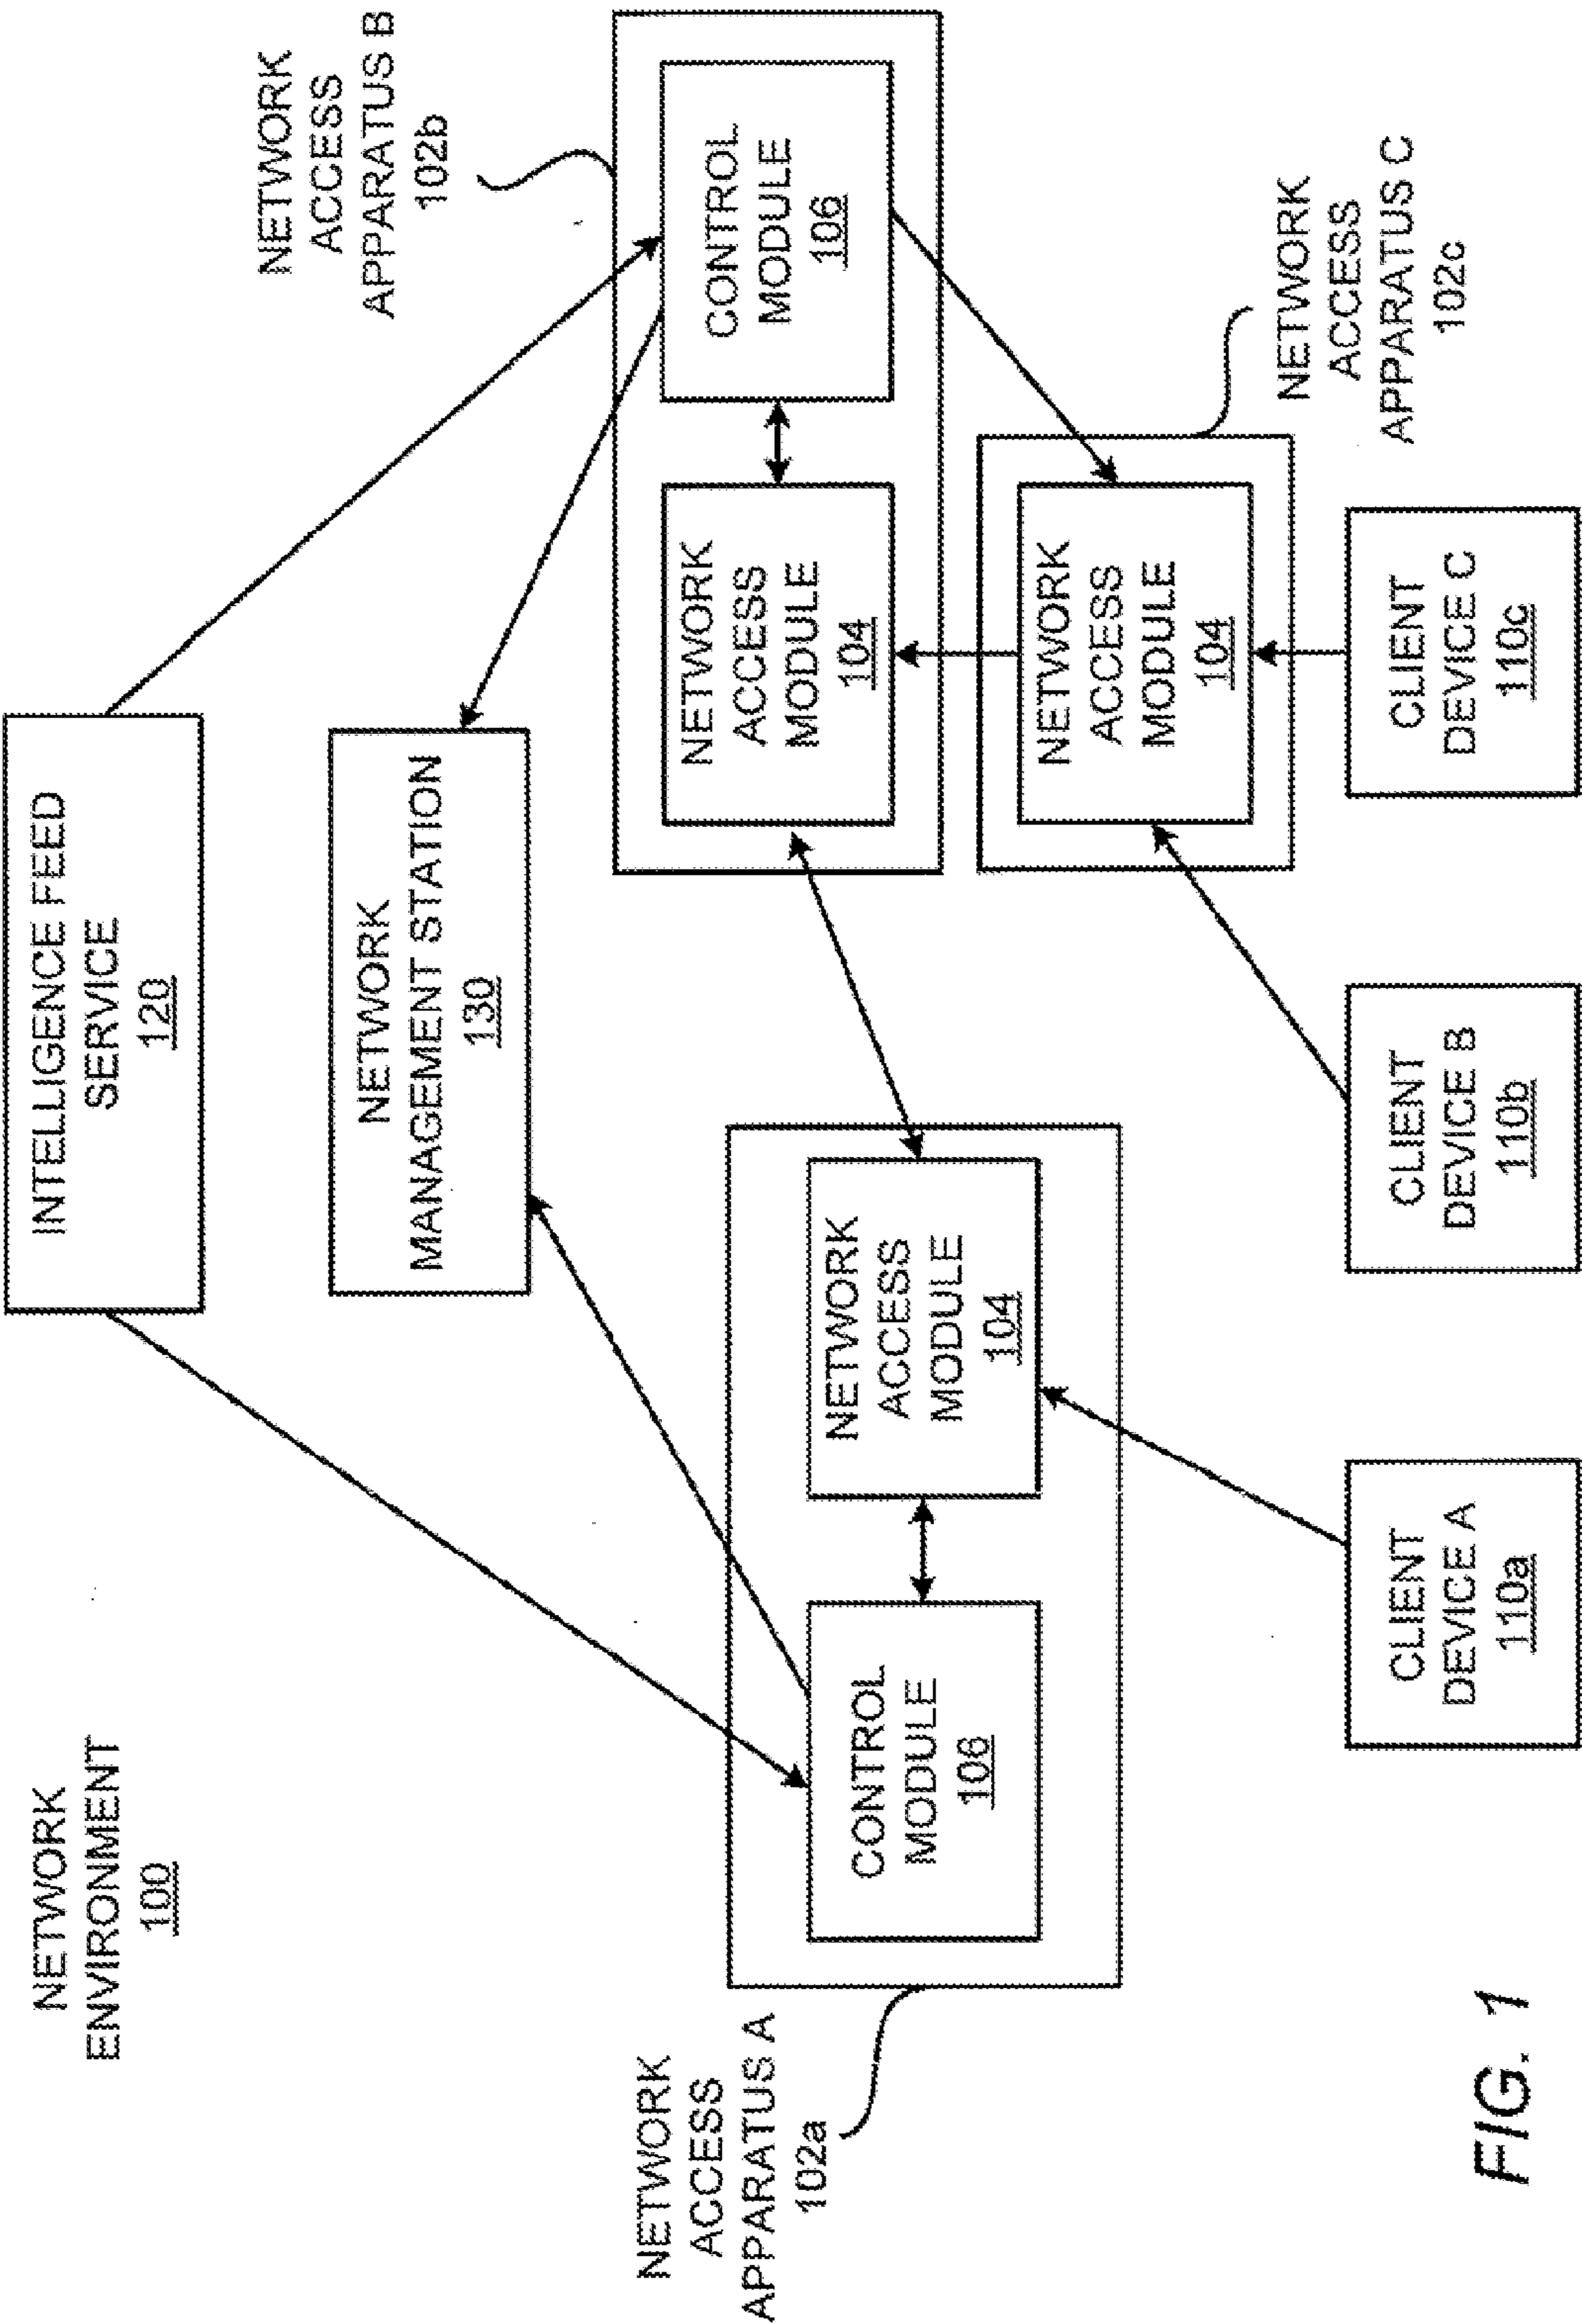 NETWORK
ENVIRONMENT
100
INTELLIGENCE FEED
SERVICE
120
NETWORK
MANAGEMENT STATION
130
NETWORK
ACCESS
APPARATUS B
102b
NETWORK
ACCESS
APPARATUS A
102a
CONTROL
MODULE
106
NETWORK
ACCESS
MODULE
104
NETWORK
ACCESS
MODULE
104
CONTROL
MODULE
106
NETWORK
ACCESS
MODULE
104
NETWORK
ACCESS
APPARATUS C
102c
CLIENT
DEVICE A
110a
CLIENT
DEVICE B
110b
CLIENT
DEVICE C
110c
FIG. 1